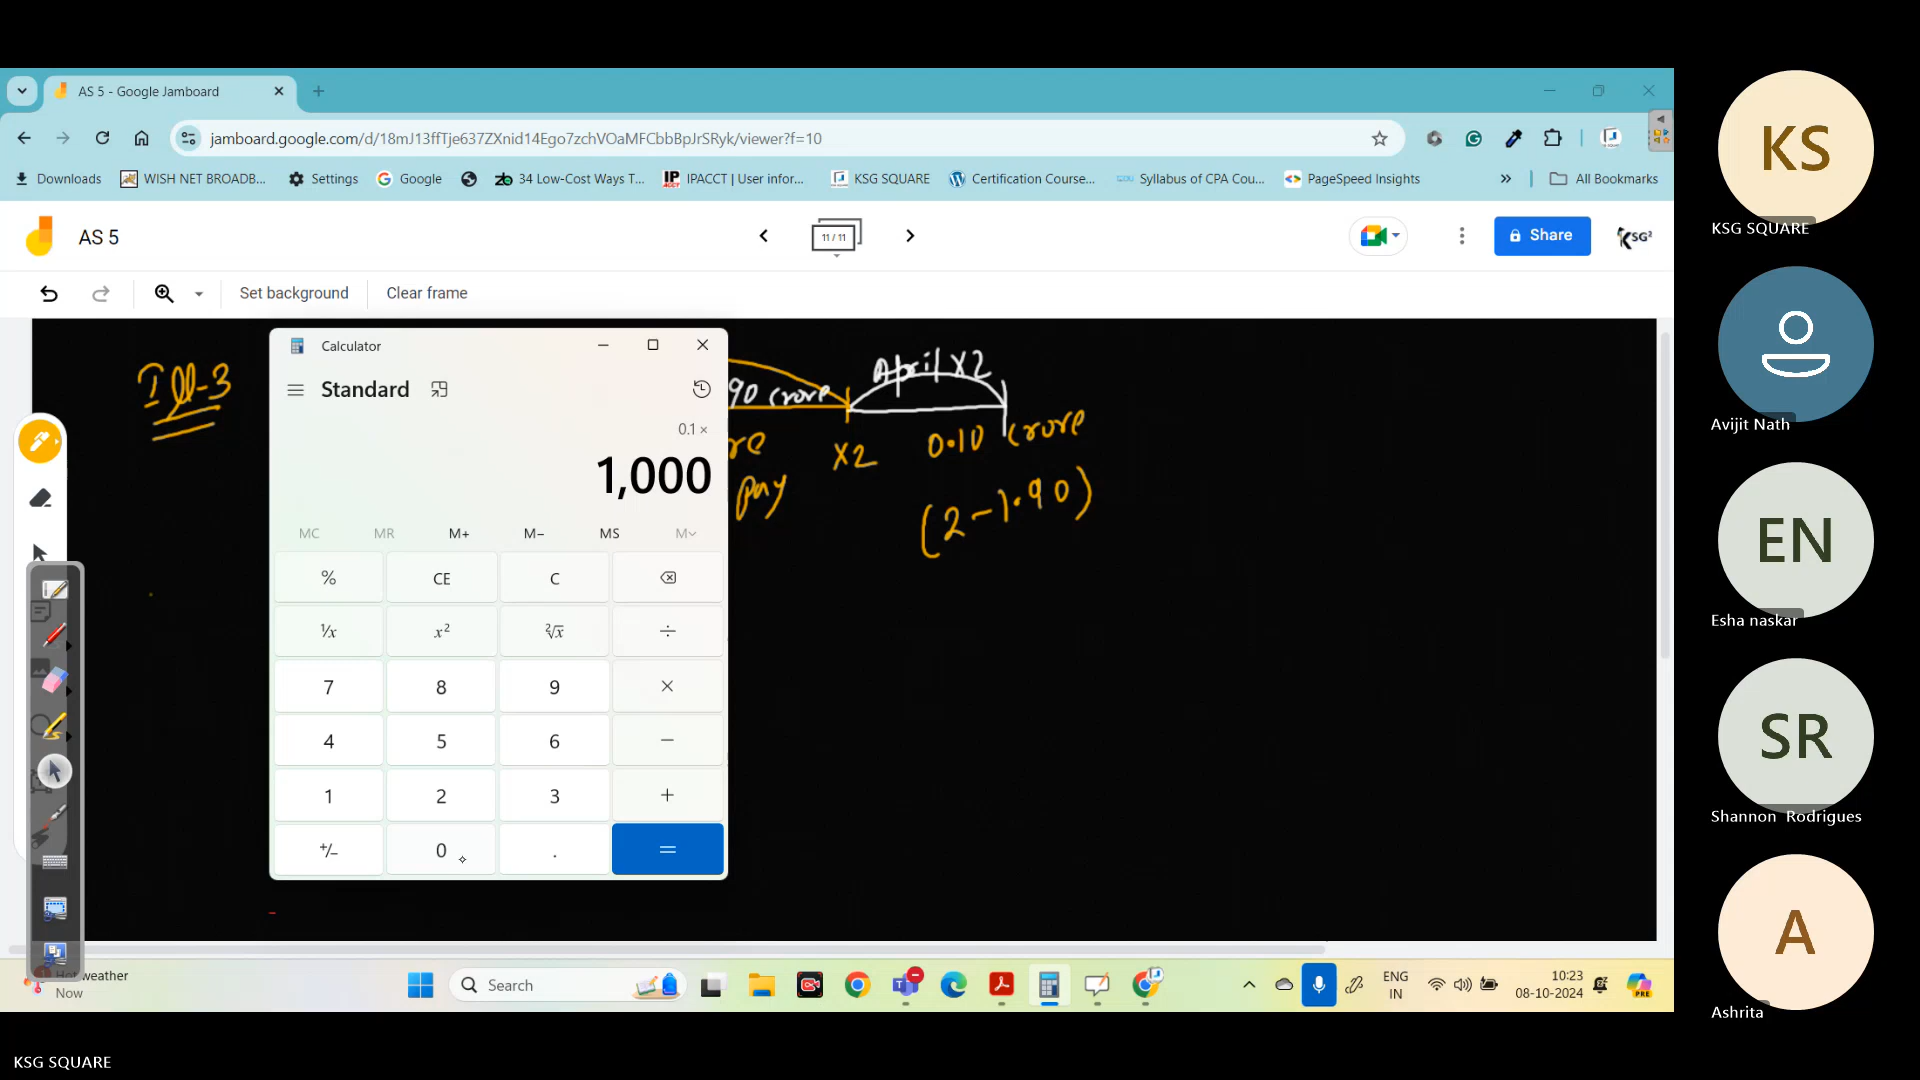 AS 5 - Google Jamboard
jamboard.google.com/d/18mJ13ffTje637ZXnid14Ego7zchVOaMFCbbBpJrSRyk/viewer?f=10
Downloads
WISH NET BROADB...
Settings
Google
34 Low-Cost Ways T...
IPACCT | User infor...
KSG SQUARE
Certification Course...
Syllabus of CPA Cou...
PageSpeed Insights
»
All Bookmarks
AS 5
11 / 11
Share
KSG²
Set background
Clear frame
Ill-3
Calculator
Standard
0.1 ×
1,000
MC MR M+ M− MS M
% CE C
¹/x x² ²√x ÷
7 8 9 ×
4 5 6 −
1 2 3 +
+/− 0 . =
90 crore
April X2
re
X2
0.10 crore
pay
(2-1.90)
Hot weather
Now
Search
ENG
IN
10:23
08-10-2024
PRE
KS
KSG SQUARE
Avijit Nath
EN
Esha naskar
SR
Shannon Rodrigues
A
Ashrita
KSG SQUARE